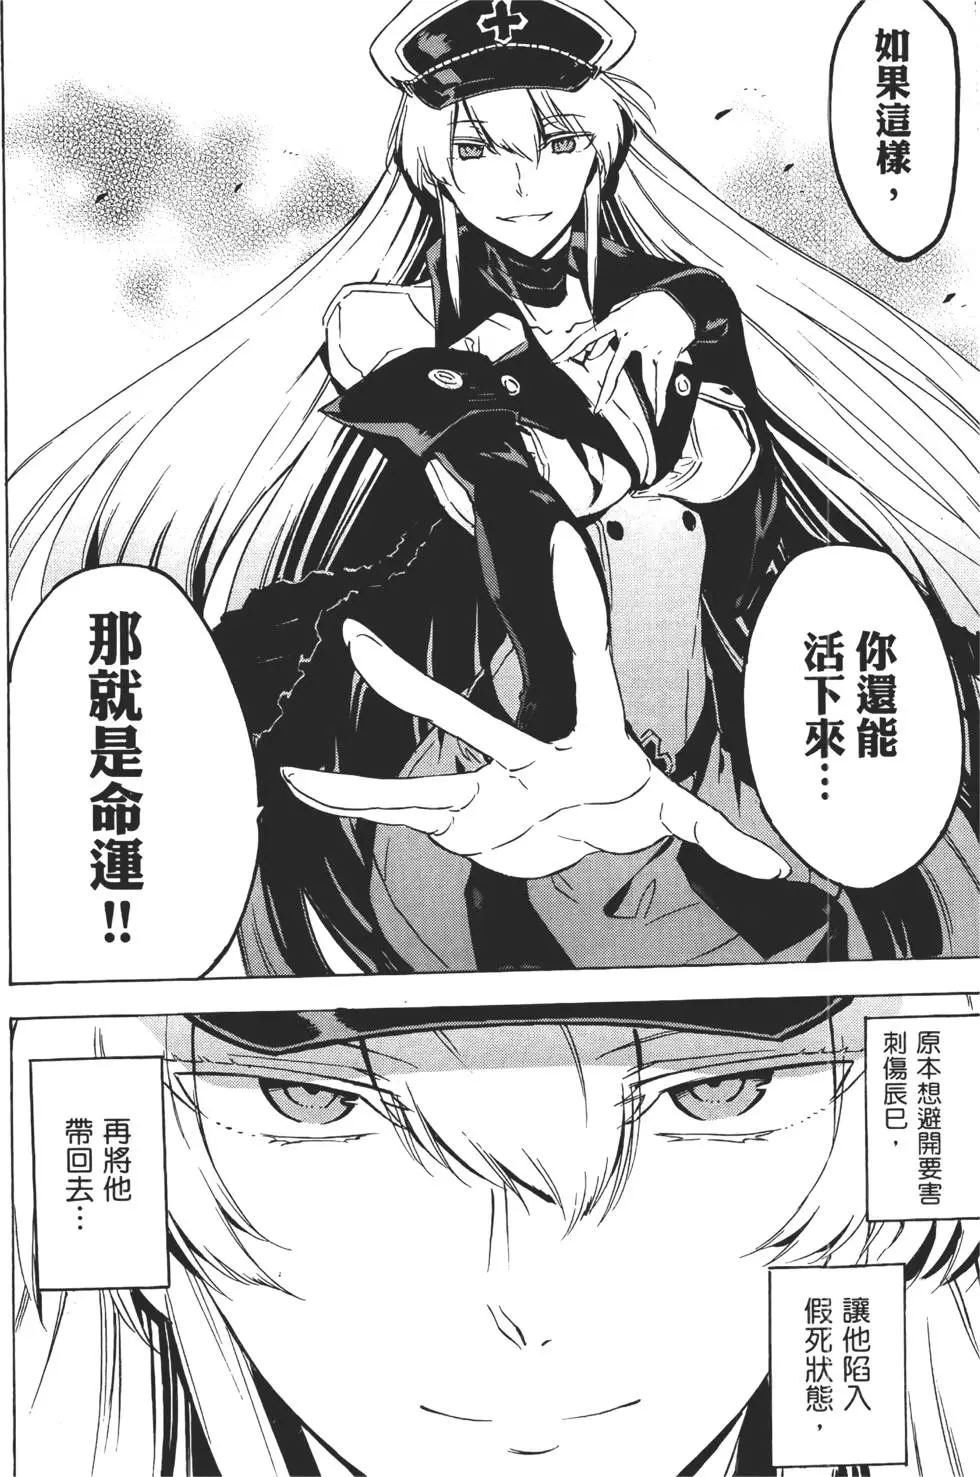 如果這樣，
你還能
活下來…
那就是命運!!
原本想避開要害
刺傷辰巳，
讓他陷入
假死狀態，
再將他
帶回去…